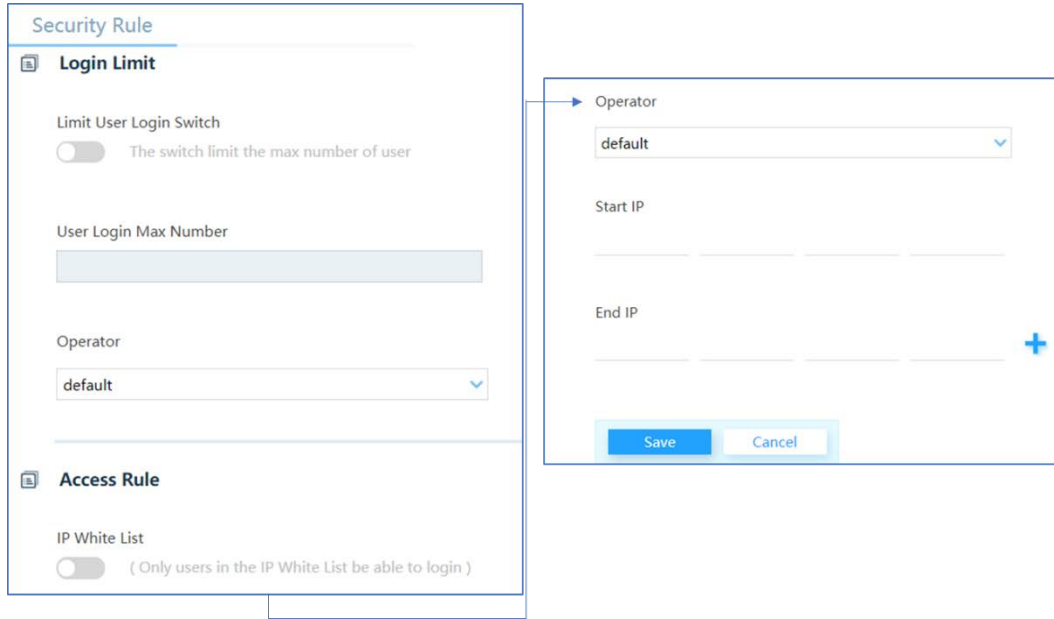 Security Rule
Login Limit
Limit User Login Switch
The switch limit the max number of user
User Login Max Number
Operator
default
Access Rule
IP White List
( Only users in the IP White List be able to login )
Operator
default
Start IP
End IP
Save Cancel